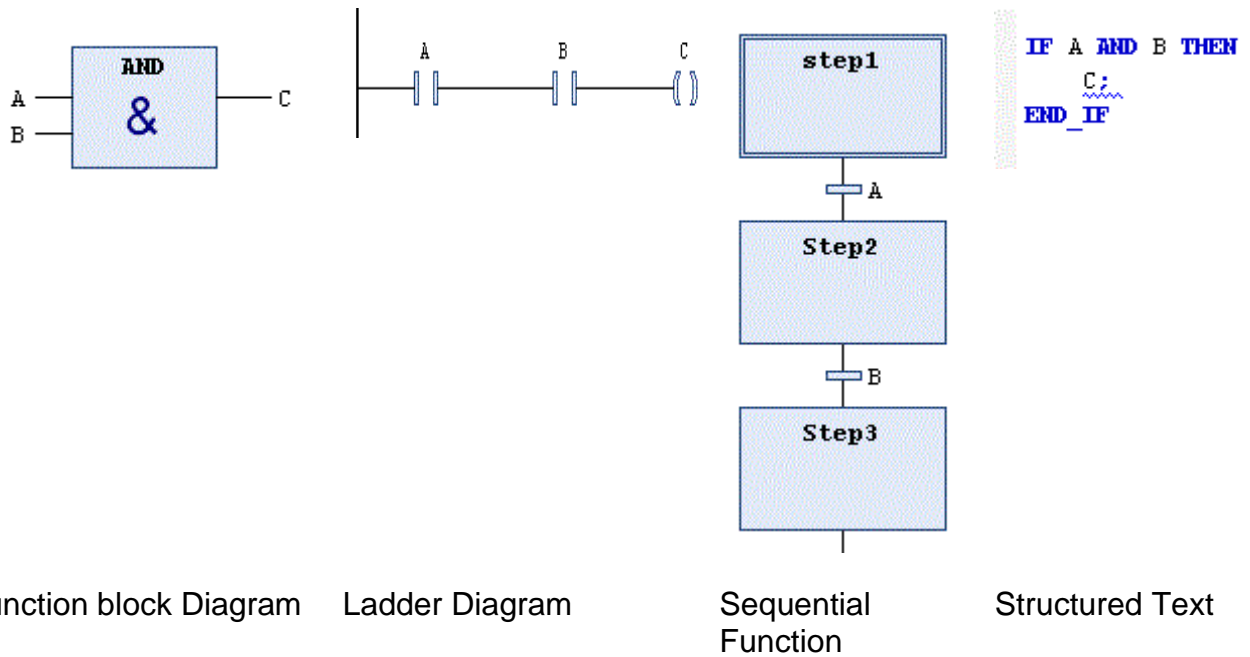 AND
&
A
B
C
A B C
step1
A
Step2
B
Step3
IF A AND B THEN
C;
END_IF
unction block Diagram
Ladder Diagram
Sequential
Function
Structured Text